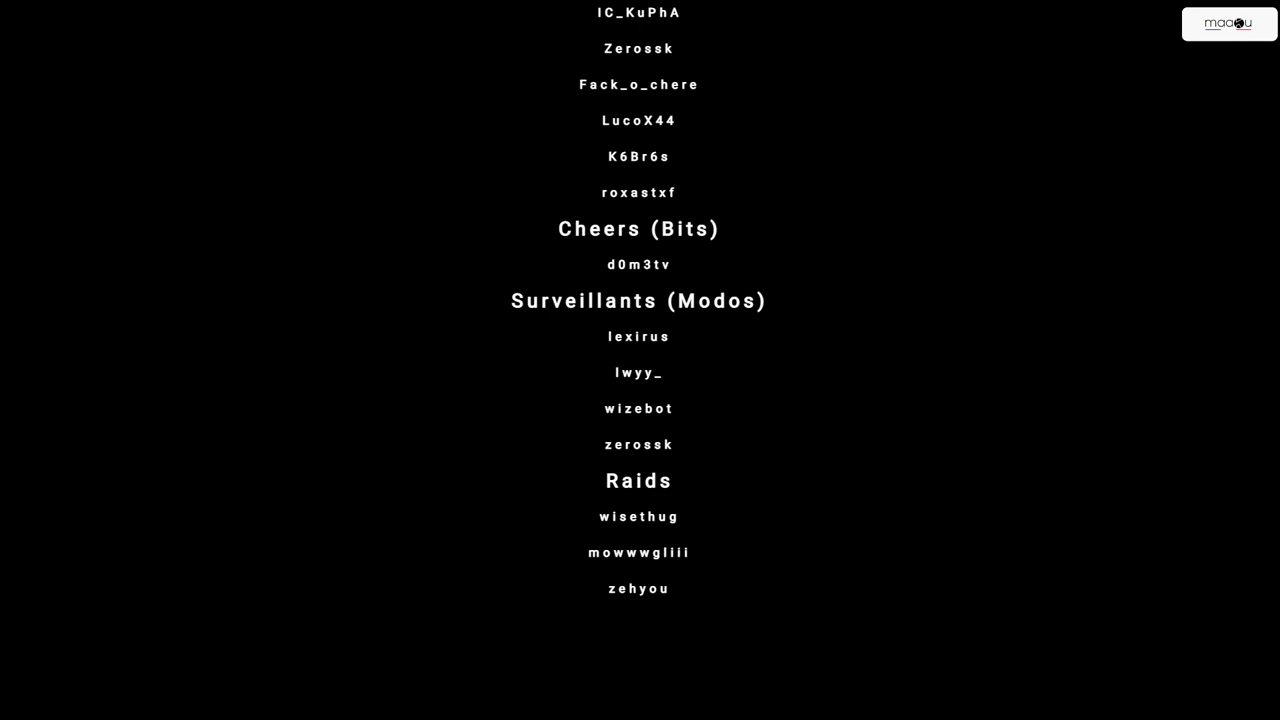 IC_KuPhA
Zerossk
Fack_o_chere
LucoX44
K6Br6s
roxastxf
Cheers (Bits)
d0m3tv
Surveillants (Modos)
lexirus
lwyy_
wizebot
zerossk
Raids
wisethug
mowwwgliii
zehyou